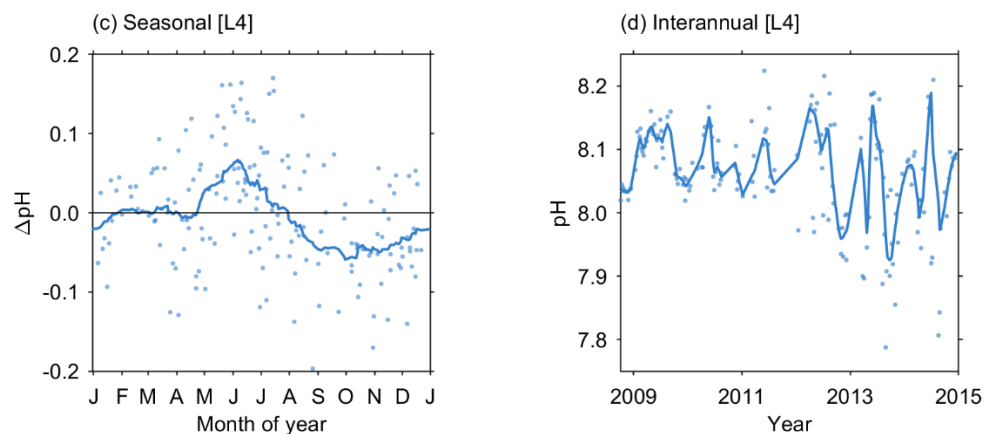 (c) Seasonal [L4]
0.2
0.1
0.0
-0.1
-0.2
ΔpH
J F M A M J J A S O N D J
Month of year
(d) Interannual [L4]
8.2
8.1
8.0
7.9
7.8
pH
2009 2011 2013 2015
Year